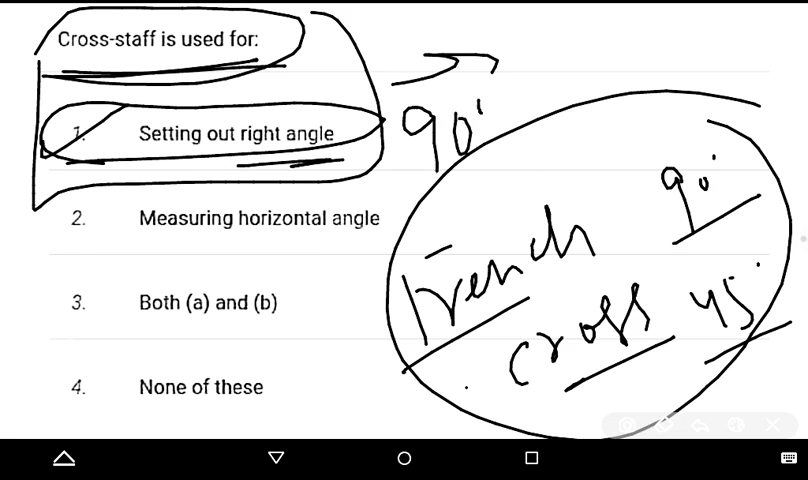 Cross-staff is used for:
1. Setting out right angle
90°
2. Measuring horizontal angle
French 90°
3. Both (a) and (b)
cross 45°
4. None of these